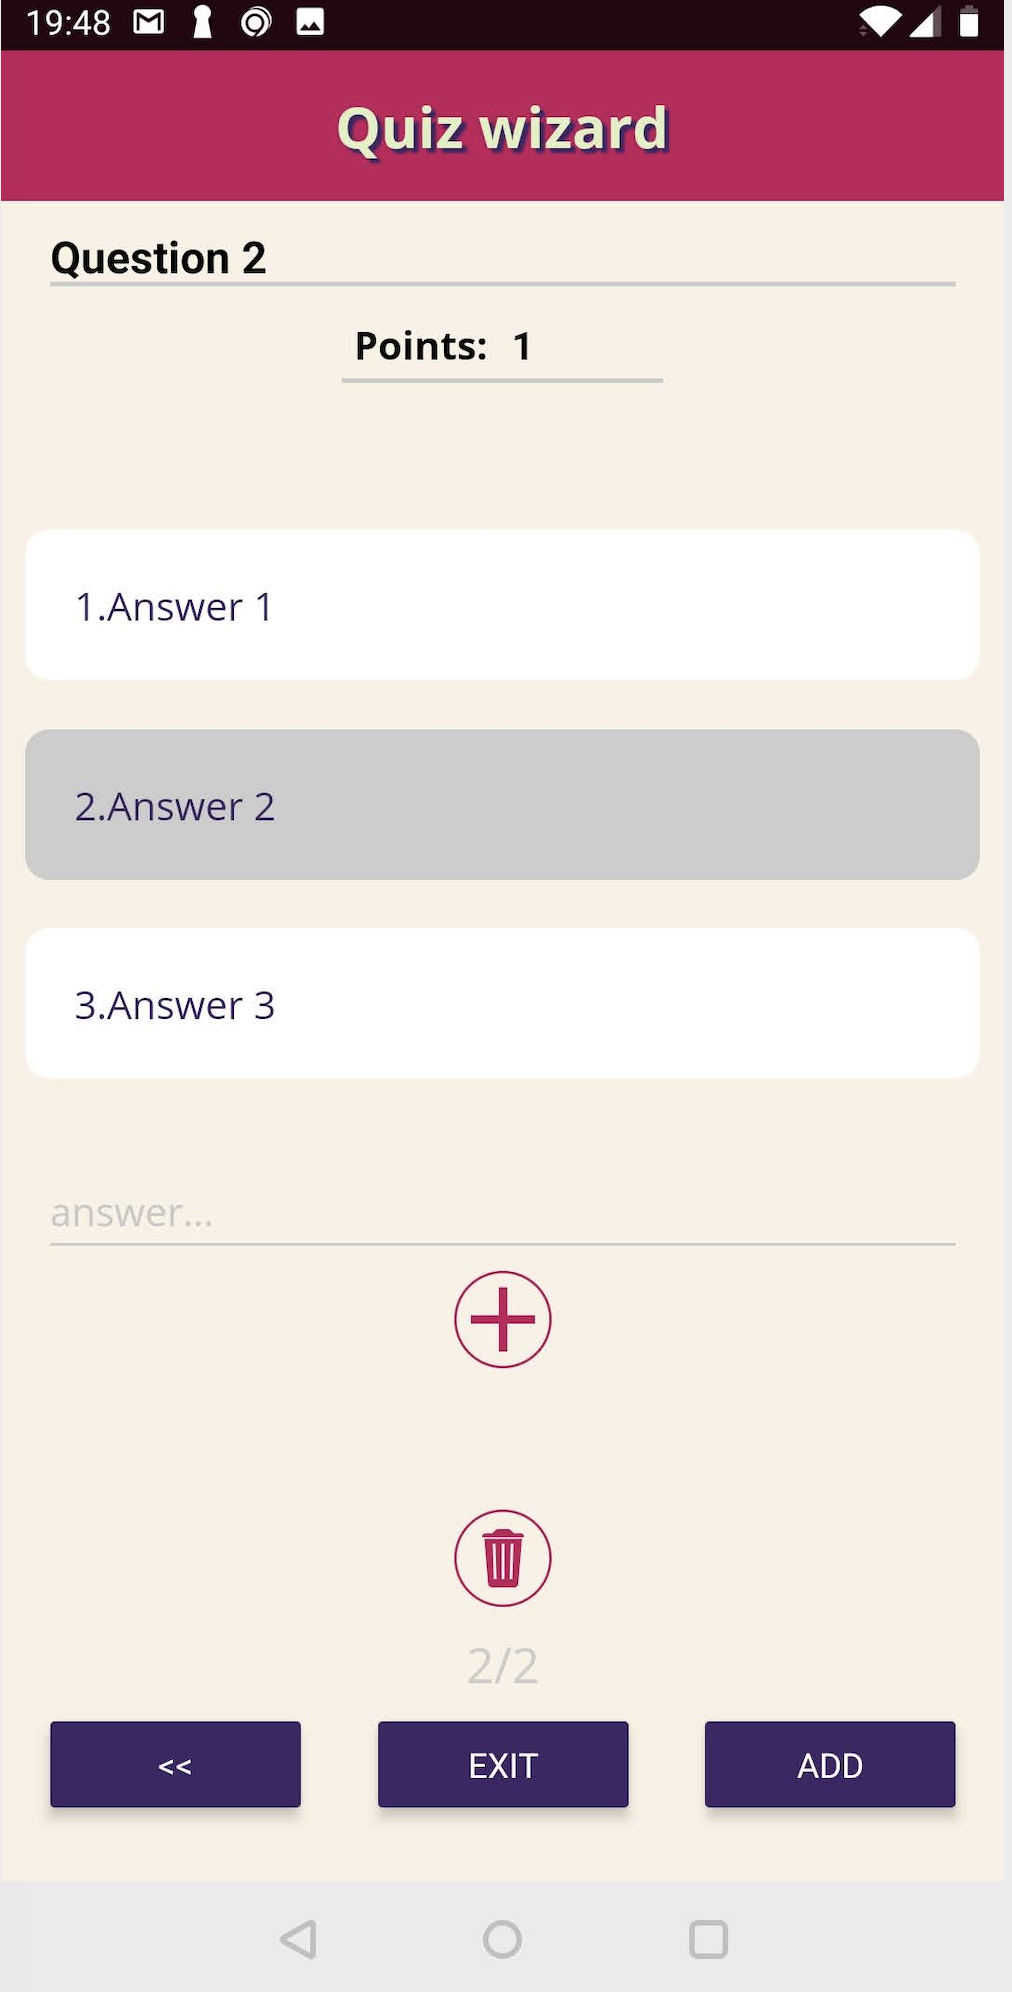 19:48
Quiz wizard
Question 2
Points: 1
1.Answer 1
2.Answer 2
3.Answer 3
answer...
2/2
<<
EXIT
ADD